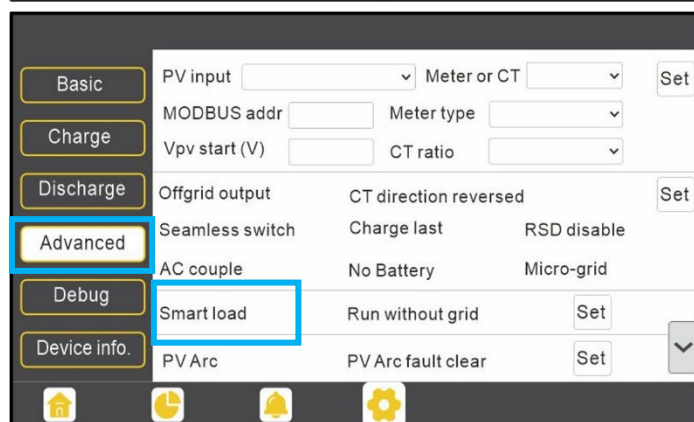 Basic
Charge
Discharge
Advanced
Debug
Device info.
PV input Meter or CT Set
MODBUS addr Meter type
Vpv start (V) CT ratio
Offgrid output CT direction reversed Set
Seamless switch Charge last RSD disable
AC couple No Battery Micro-grid
Smart load Run without grid Set
PV Arc PV Arc fault clear Set